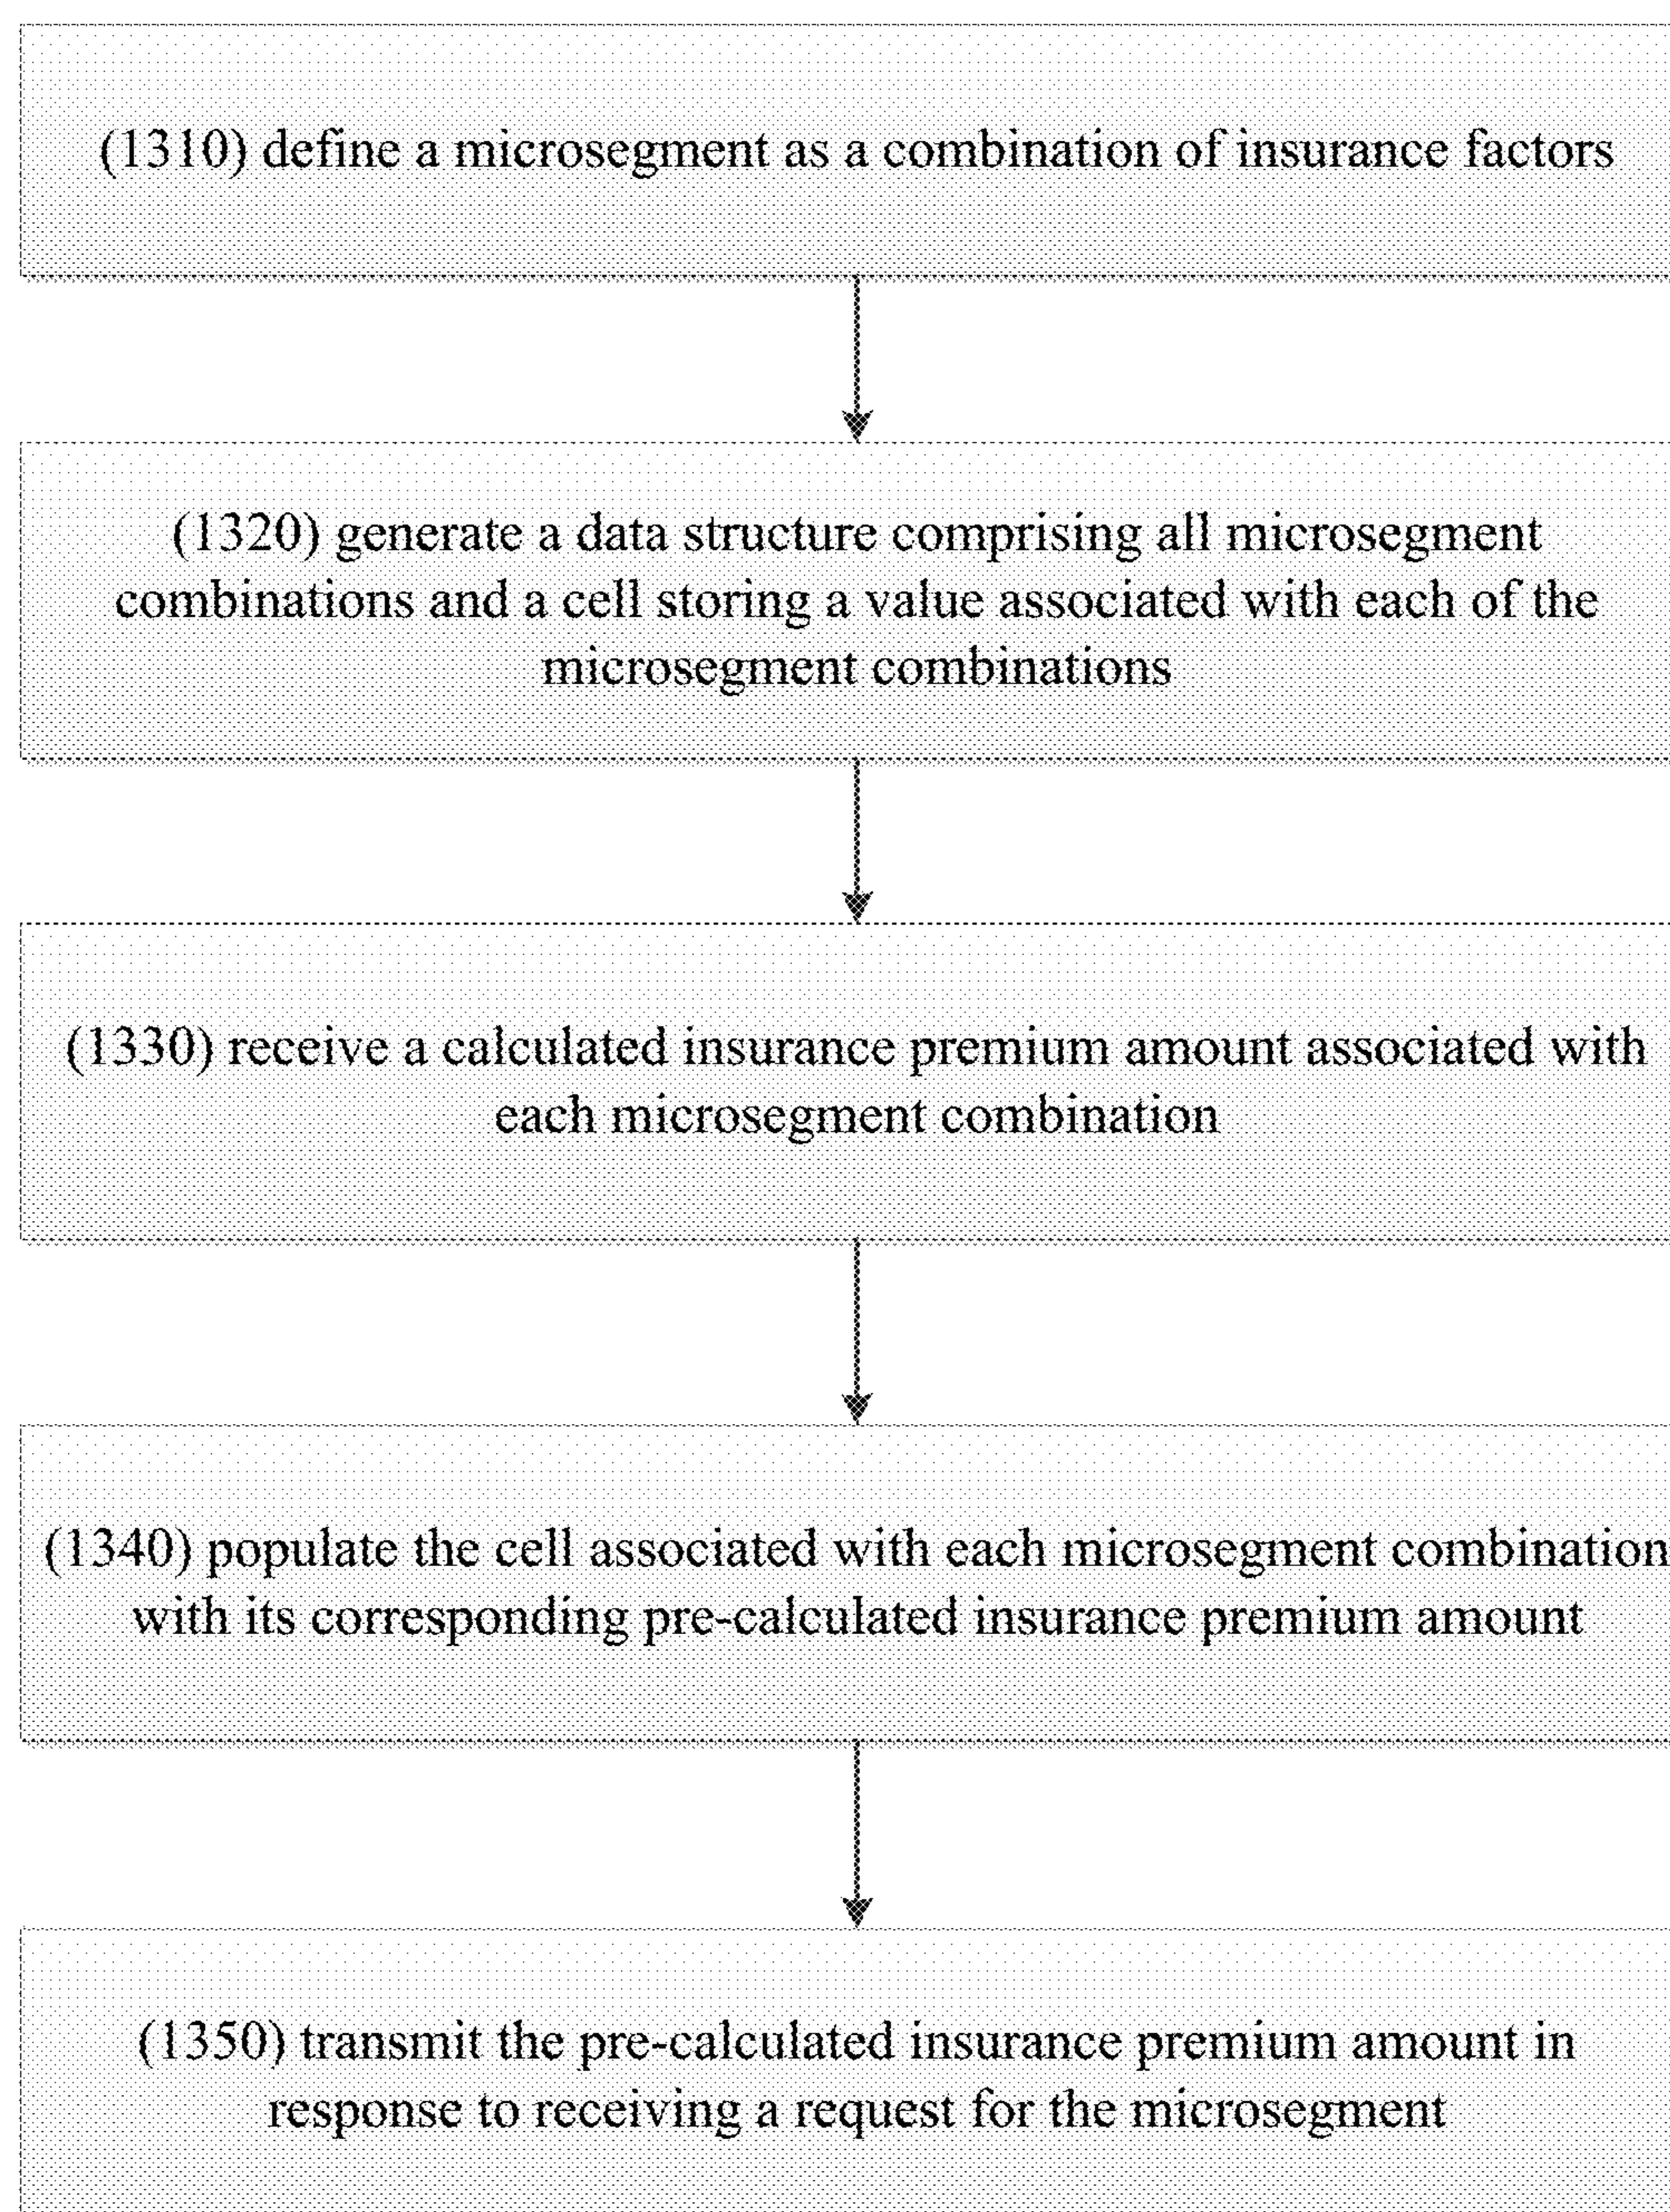 (1310) define a microsegment as a combination of insurance factors
(1320) generate a data structure comprising all microsegment
combinations and a cell storing a value associated with each of the
microsegment combinations
(1330) receive a calculated insurance premium amount associated with
each microsegment combination
(1340) populate the cell associated with each microsegment combination
with its corresponding pre-calculated insurance premium amount
(1350) transmit the pre-calculated insurance premium amount in
response to receiving a request for the microsegment